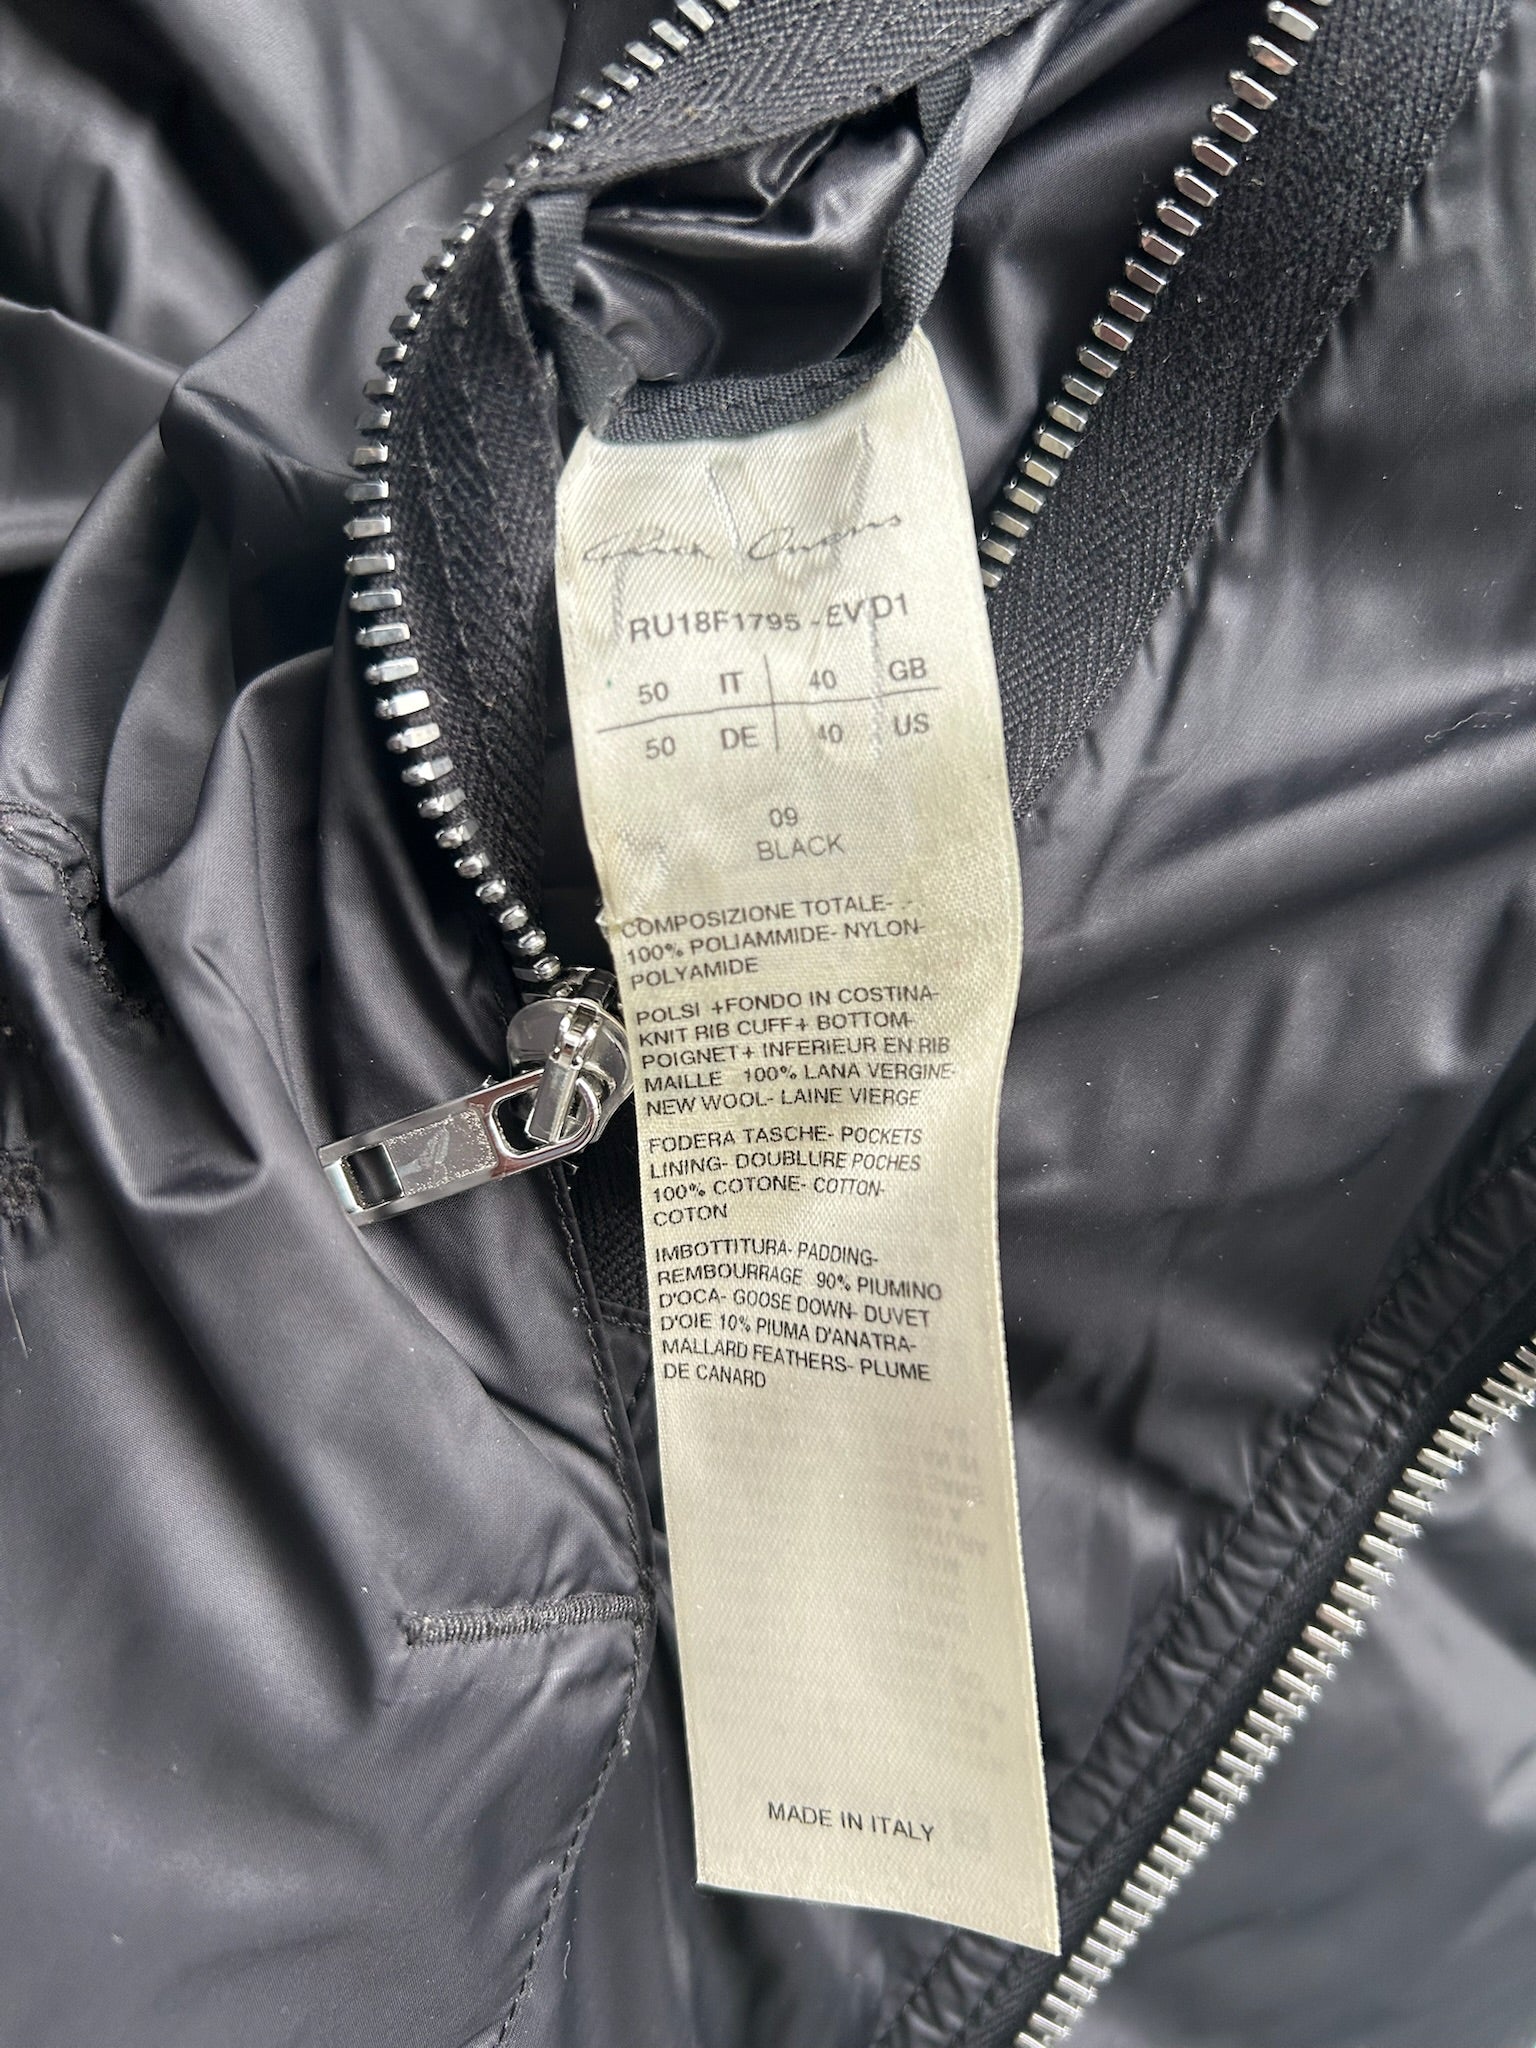 Rick Owens
RU18F1795 - EVD1
50 IT 40 GB
50 DE 40 US
09
BLACK
COMPOSIZIONE TOTALE-
100% POLIAMMIDE- NYLON-
POLYAMIDE
POLSI +FONDO IN COSTINA-
KNIT RIB CUFF+ BOTTOM-
POIGNET+ INFERIEUR EN RIB
MAILLE 100% LANA VERGINE-
NEW WOOL- LAINE VIERGE
FODERA TASCHE- POCKETS
LINING- DOUBLURE POCHES
100% COTONE- COTTON-
COTON
IMBOTTITURA- PADDING-
REMBOURRAGE 90% PIUMINO
D'OCA- GOOSE DOWN- DUVET
D'OIE 10% PIUMA D'ANATRA-
MALLARD FEATHERS- PLUME
DE CANARD
MADE IN ITALY